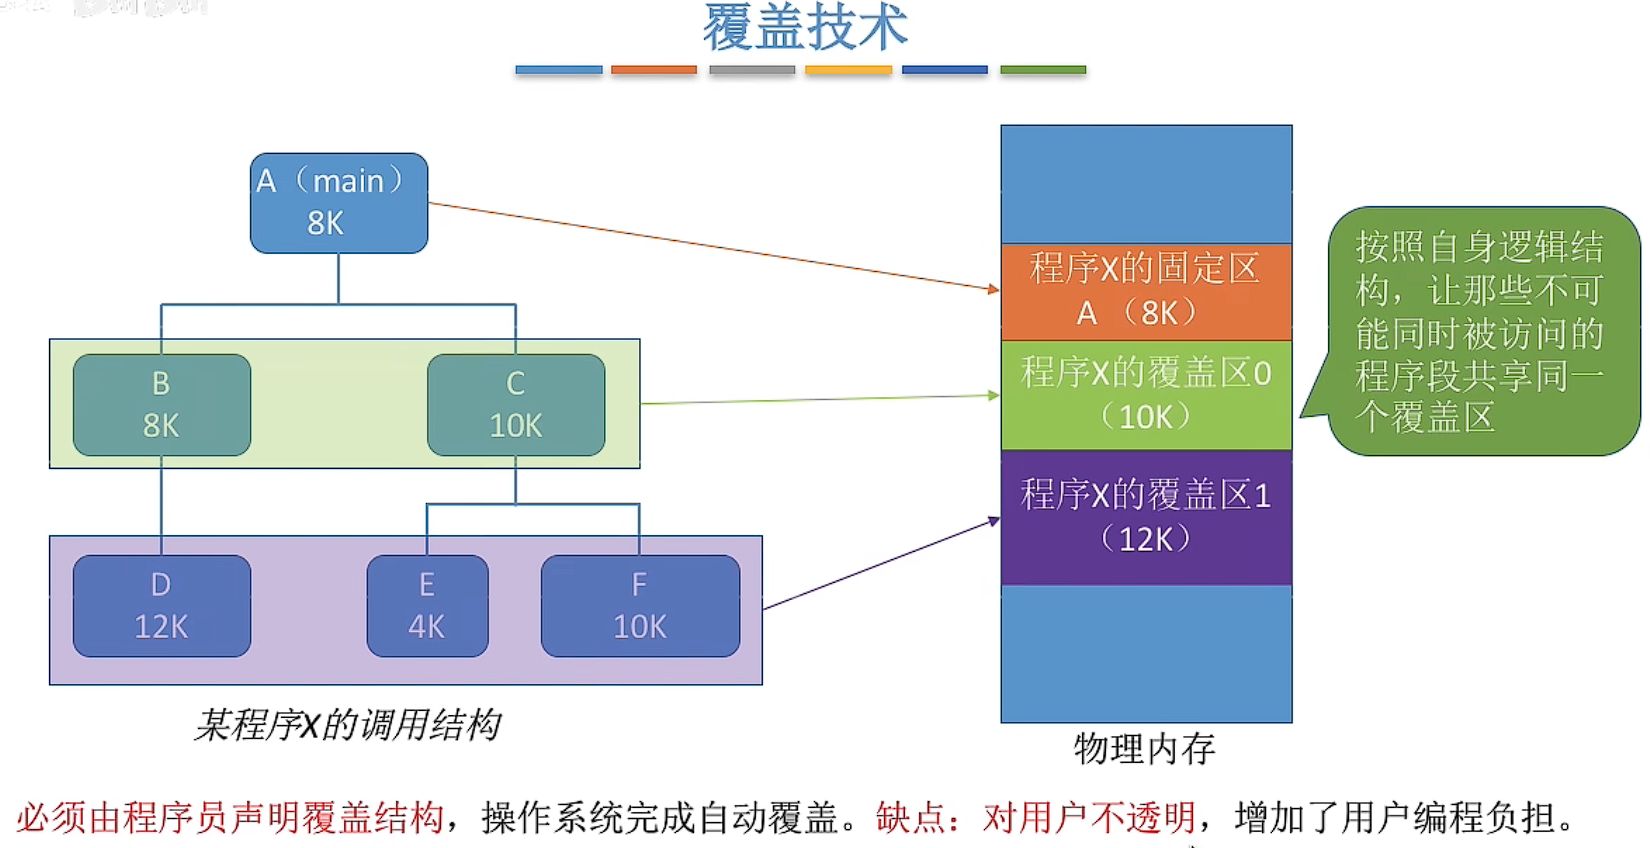 覆盖技术
A（main）
8K
B
8K
C
10K
D
12K
E
4K
F
10K
某程序X的调用结构
程序X的固定区
A （8K）
程序X的覆盖区0
（10K）
程序X的覆盖区1
（12K）
物理内存
按照自身逻辑结
构，让那些不可
能同时被访问的
程序段共享同一
个覆盖区
必须由程序员声明覆盖结构，操作系统完成自动覆盖。缺点：对用户不透明，增加了用户编程负担。